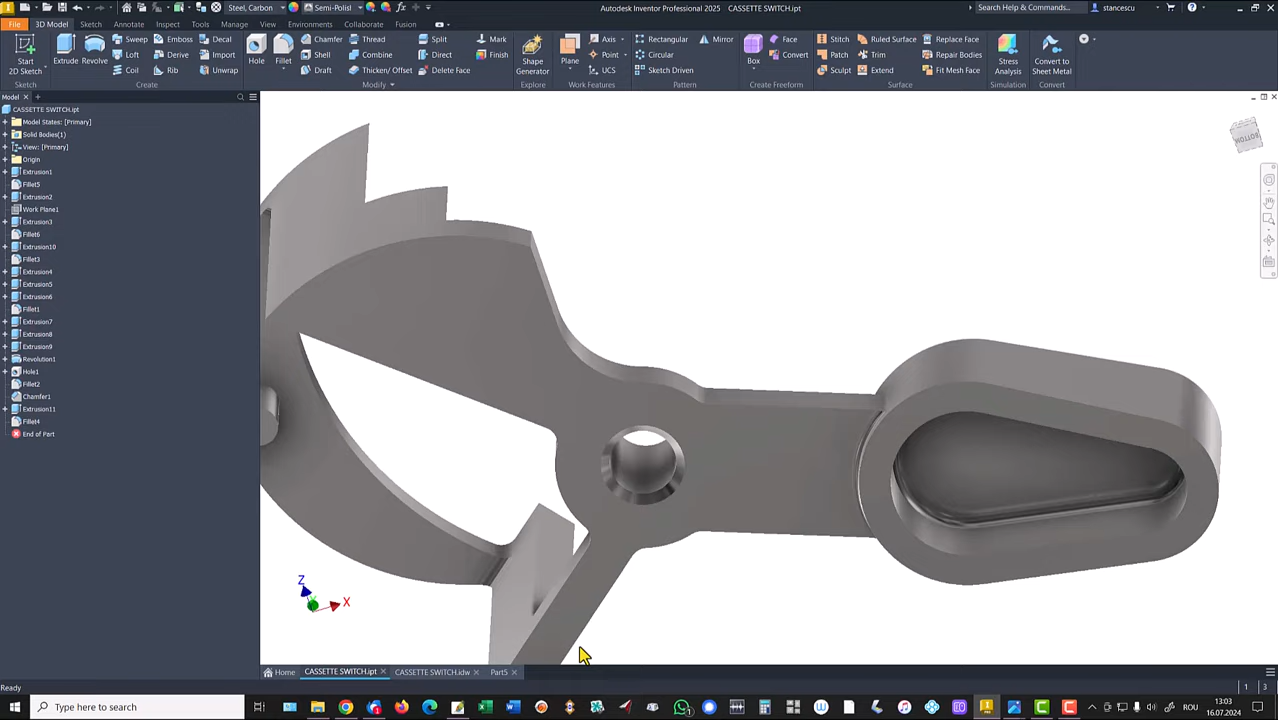 Steel, Carbon
Semi-Polisl
Autodesk Inventor Professional 2025 CASSETTE SWITCH.ipt
Search Help & Commands...
stancescu
File 3D Model Sketch Annotate Inspect Tools Manage View Environments Collaborate Fusion
Start
2D Sketch
Extrude
Revolve
Sweep
Loft
Coil
Emboss
Derive
Rib
Decal
Import
Unwrap
Hole
Fillet
Chamfer
Shell
Draft
Thread
Combine
Thicken/ Offset
Split
Direct
Delete Face
Mark
Finish
Shape
Generator
Plane
Axis
Point
UCS
Rectangular
Circular
Sketch Driven
Mirror
Box
Face
Convert
Stitch
Patch
Sculpt
Ruled Surface
Trim
Extend
Replace Face
Repair Bodies
Fit Mesh Face
Stress
Analysis
Convert to
Sheet Metal
Sketch Create Modify Explore Work Features Pattern Create Freeform Surface Simulation Convert
Model
CASSETTE SWITCH.ipt
Model States: [Primary]
Solid Bodies(1)
View: [Primary]
Origin
Extrusion1
Fillet5
Extrusion2
Work Plane1
Extrusion3
Fillet6
Extrusion10
Fillet3
Extrusion4
Extrusion5
Extrusion6
Fillet1
Extrusion7
Extrusion8
Extrusion9
Revolution1
Hole1
Fillet2
Chamfer1
Extrusion11
Fillet4
End of Part
BOTTOM
Z
X
Home CASSETTE SWITCH.ipt CASSETTE SWITCH.idw Part5
Ready
1 3
Type here to search
ROU
13:03
16.07.2024